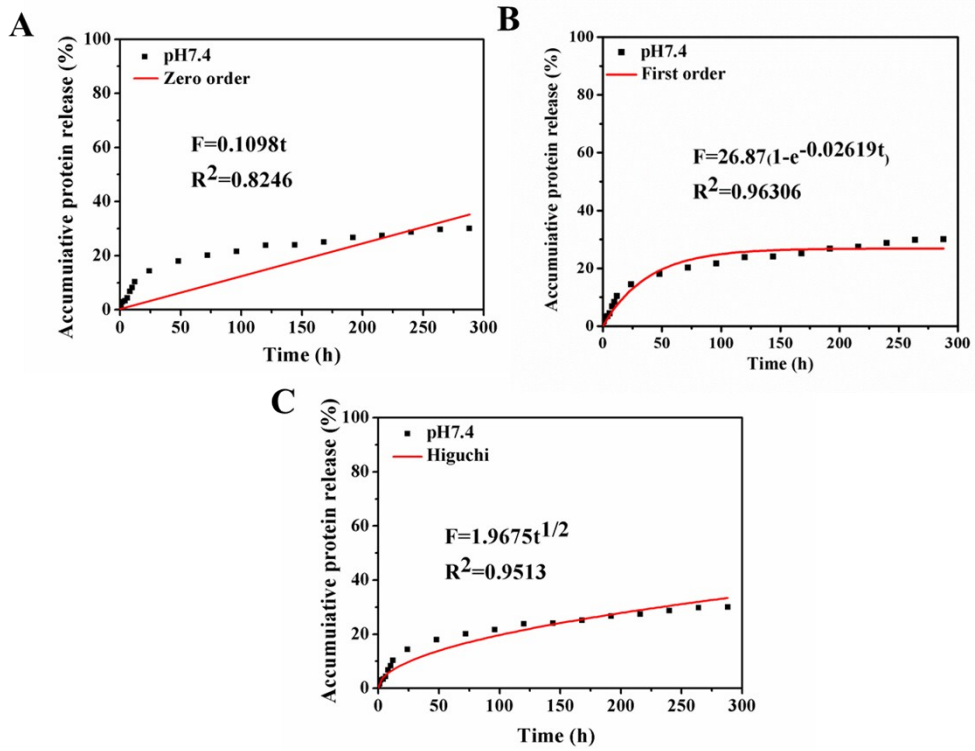 A
Accumuiative protein release (%)
100
80
60
40
20
0
pH7.4
Zero order
F=0.1098t
R²=0.8246
0 50 100 150 200 250 300
Time (h)
B
Accumuiative protein release (%)
100
80
60
40
20
0
pH7.4
First order
F=26.87(1-e^-0.02619t)
R²=0.96306
0 50 100 150 200 250 300
Time (h)
C
Accumuiative protein release (%)
100
80
60
40
20
0
pH7.4
Higuchi
F=1.9675t^1/2
R²=0.9513
0 50 100 150 200 250 300
Time (h)